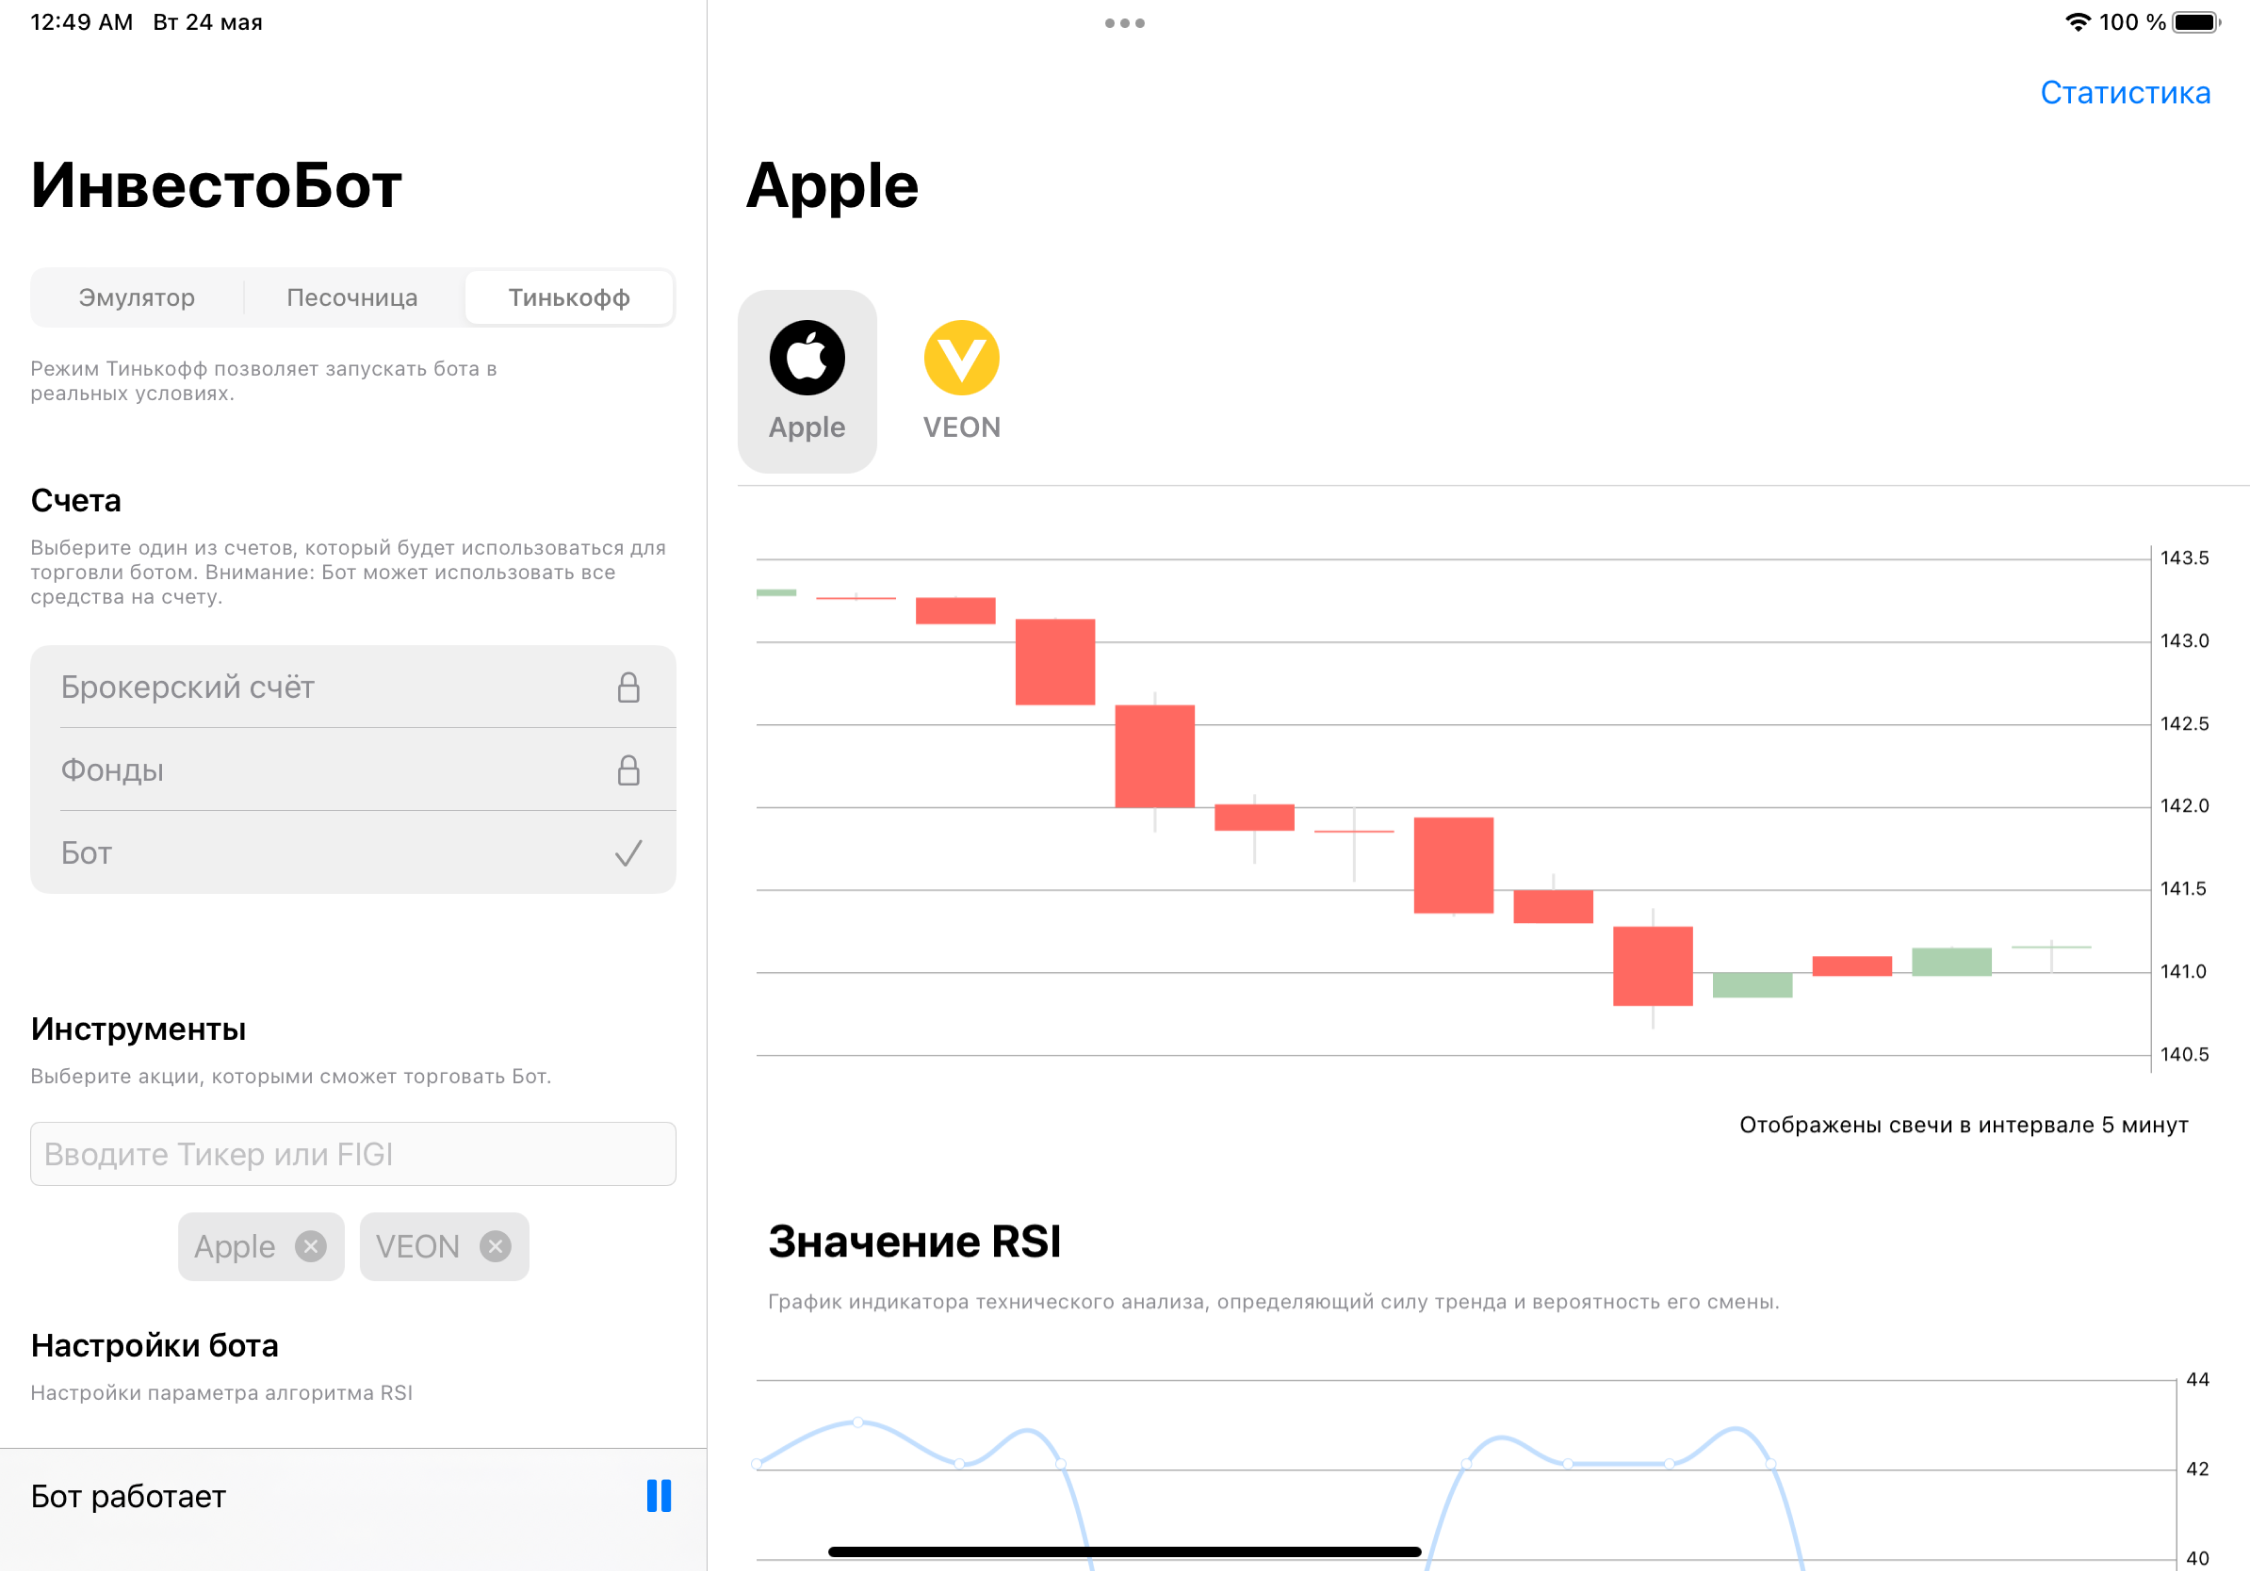 12:49 AM Вт 24 мая
100 %
ИнвестоБот
Эмулятор
Песочница
Тинькофф
Режим Тинькофф позволяет запускать бота в
реальных условиях.
Счета
Выберите один из счетов, который будет использоваться для
торговли ботом. Внимание: Бот может использовать все
средства на счету.
Брокерский счёт
Фонды
Бот
Инструменты
Выберите акции, которыми сможет торговать Бот.
Вводите Тикер или FIGI
Apple
VEON
Настройки бота
Настройки параметра алгоритма RSI
Бот работает
Статистика
Apple
Apple
VEON
143.5
143.0
142.5
142.0
141.5
141.0
140.5
Отображены свечи в интервале 5 минут
Значение RSI
График индикатора технического анализа, определяющий силу тренда и вероятность его смены.
44
42
40